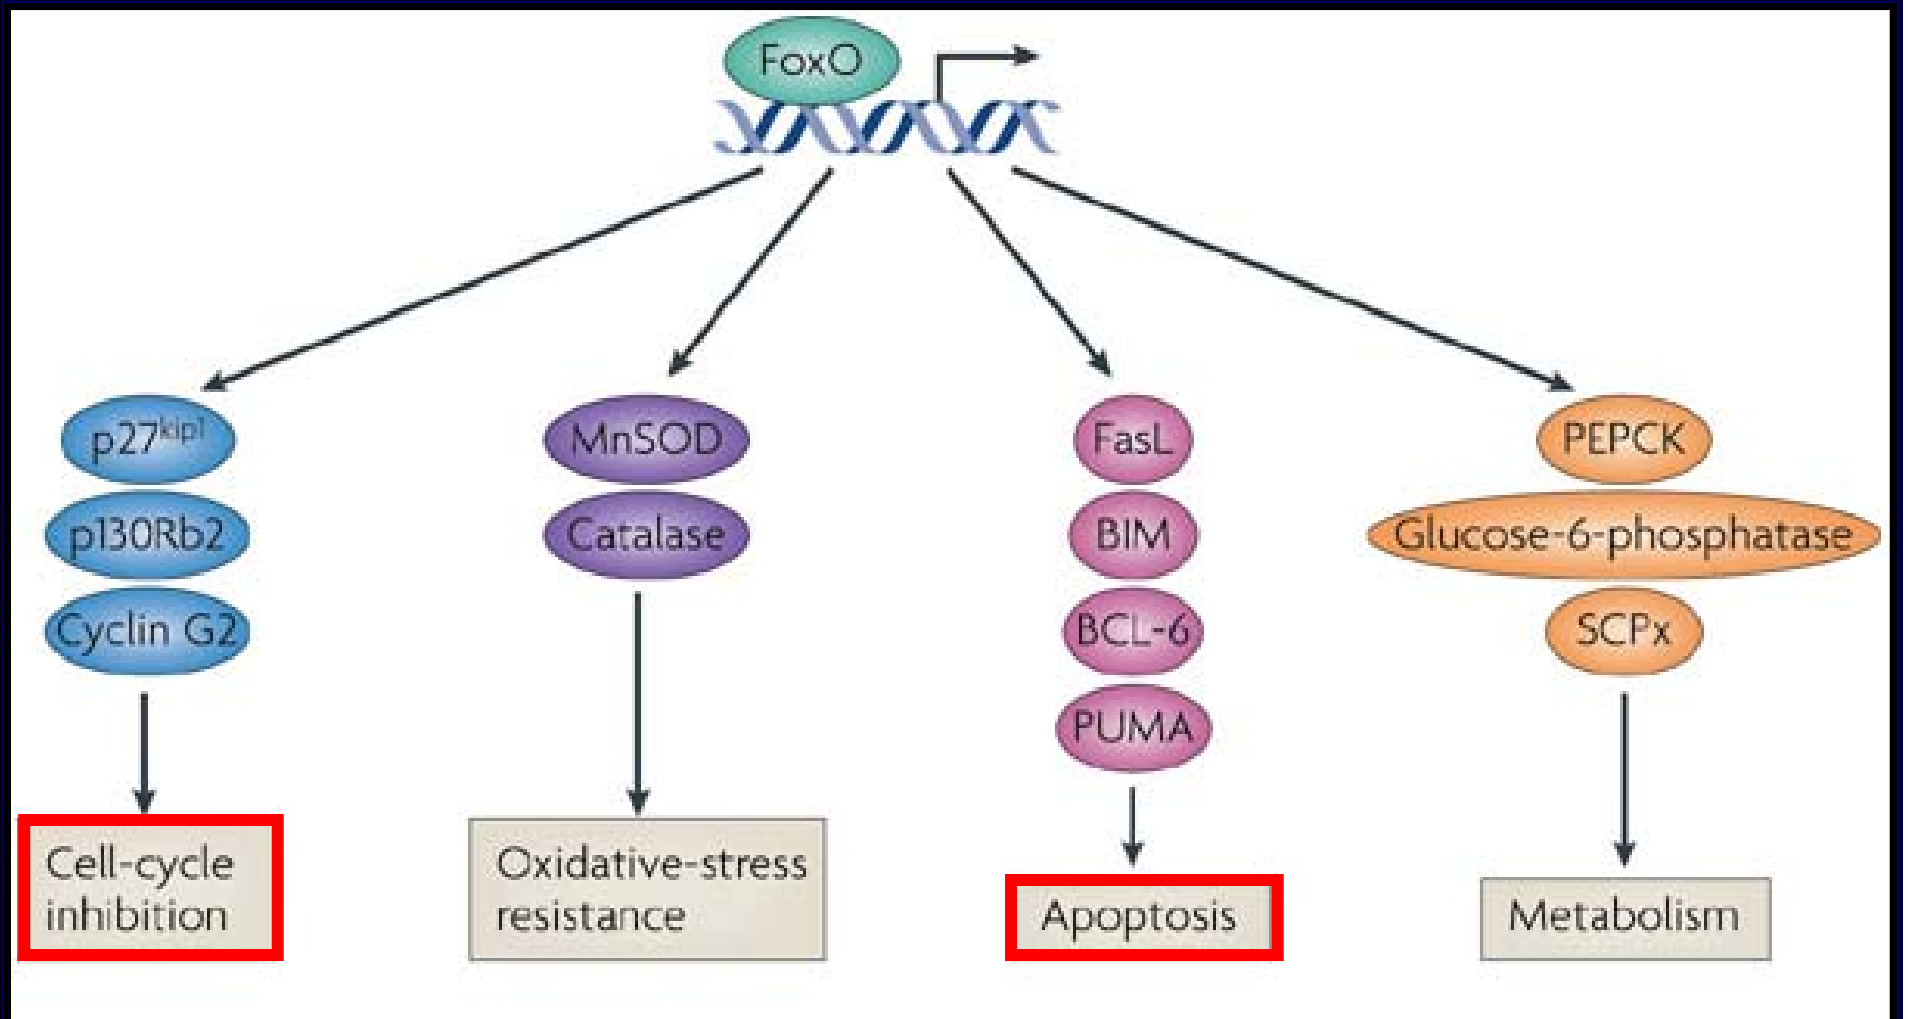 FoxO
p27kip1
p130Rb2
Cyclin G2
MnSOD
Catalase
FasL
BIM
BCL-6
PUMA
PEPCK
Glucose-6-phosphatase
SCPx
Cell-cycle
inhibition
Oxidative-stress
resistance
Apoptosis
Metabolism